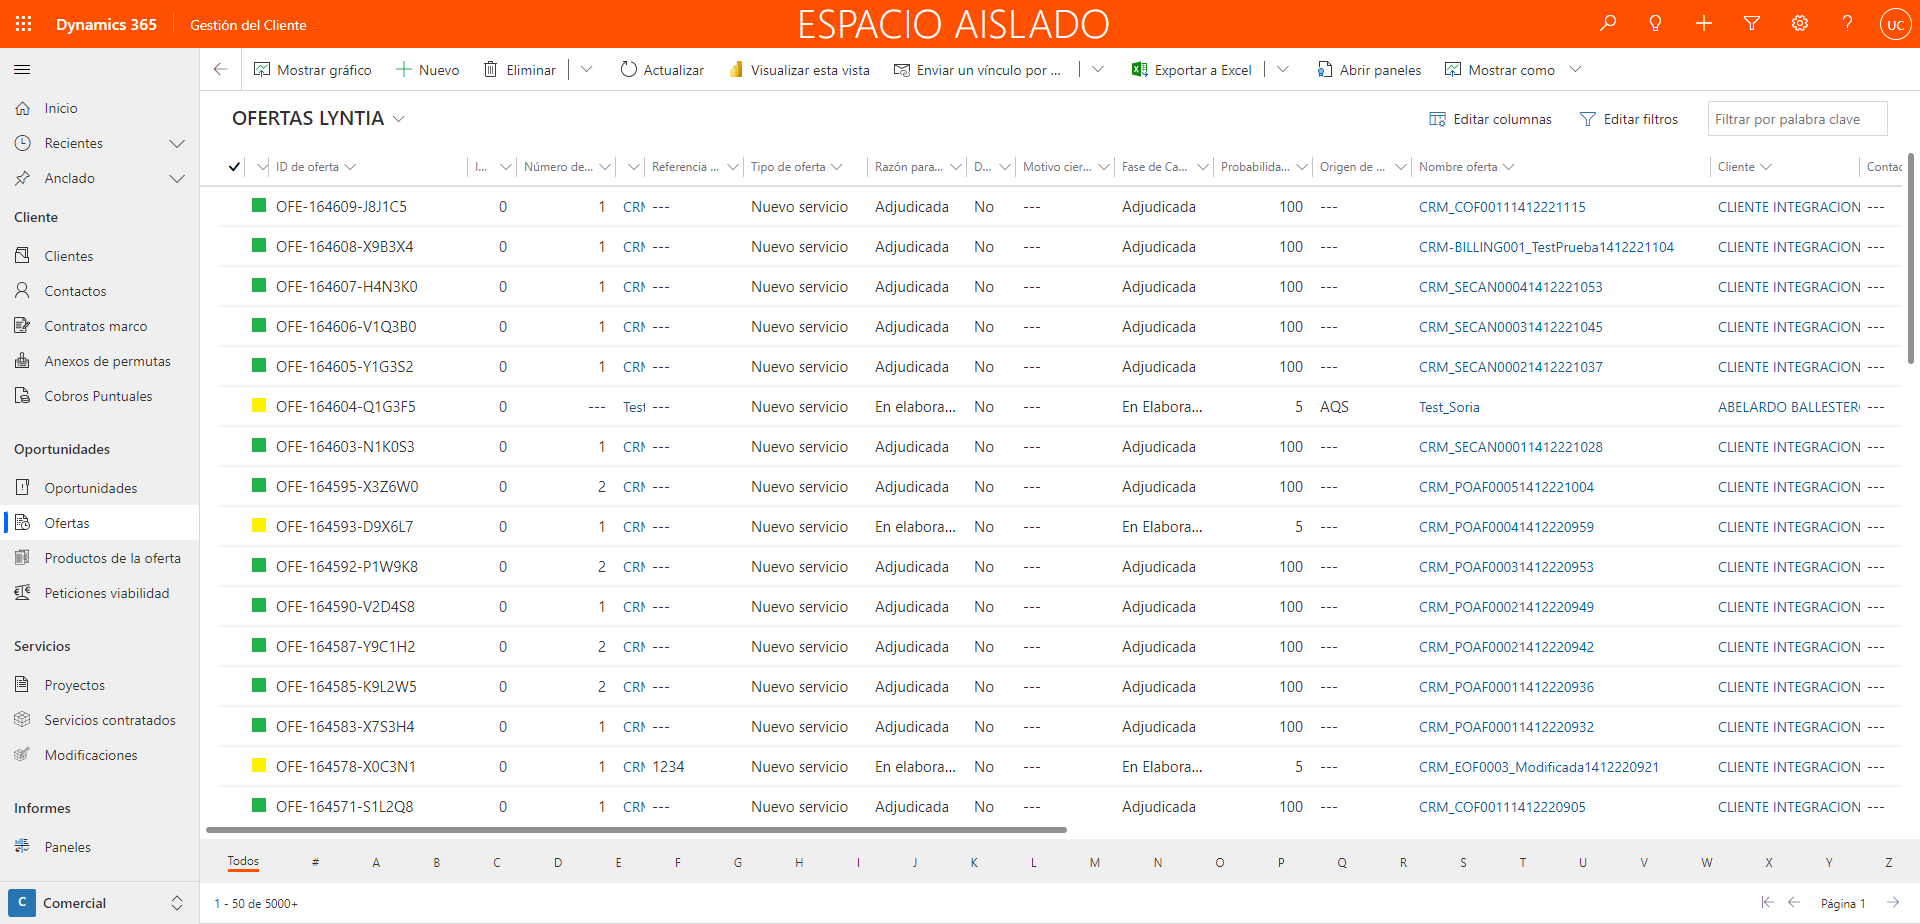 Dynamics 365 Gestión del Cliente ESPACIO AISLADO UC
Mostrar gráfico Nuevo Eliminar Actualizar Visualizar esta vista Enviar un vínculo por ... Exportar a Excel Abrir paneles Mostrar como
Inicio
Recientes
Anclado
Cliente
Clientes
Contactos
Contratos marco
Anexos de permutas
Cobros Puntuales
Oportunidades
Oportunidades
Ofertas
Productos de la oferta
Peticiones viabilidad
Servicios
Proyectos
Servicios contratados
Modificaciones
Informes
Paneles
C Comercial
OFERTAS LYNTIA Editar columnas Editar filtros Filtrar por palabra clave
ID de oferta I... Número de... Referencia ... Tipo de oferta Razón para... D... Motivo cier... Fase de Ca... Probabilida... Origen de ... Nombre oferta Cliente Contac
OFE-164609-J8J1C5 0 1 CRM --- Nuevo servicio Adjudicada No --- Adjudicada 100 --- CRM_COF00111412221115 CLIENTE INTEGRACION ---
OFE-164608-X9B3X4 0 1 CRM --- Nuevo servicio Adjudicada No --- Adjudicada 100 --- CRM-BILLING001_TestPrueba1412221104 CLIENTE INTEGRACION ---
OFE-164607-H4N3K0 0 1 CRM --- Nuevo servicio Adjudicada No --- Adjudicada 100 --- CRM_SECAN00041412221053 CLIENTE INTEGRACION ---
OFE-164606-V1Q3B0 0 1 CRM --- Nuevo servicio Adjudicada No --- Adjudicada 100 --- CRM_SECAN00031412221045 CLIENTE INTEGRACION ---
OFE-164605-Y1G3S2 0 1 CRM --- Nuevo servicio Adjudicada No --- Adjudicada 100 --- CRM_SECAN00021412221037 CLIENTE INTEGRACION ---
OFE-164604-Q1G3F5 0 --- Test --- Nuevo servicio En elabora... No --- En Elabora... 5 AQS Test_Soria ABELARDO BALLESTERO ---
OFE-164603-N1K0S3 0 1 CRM --- Nuevo servicio Adjudicada No --- Adjudicada 100 --- CRM_SECAN00011412221028 CLIENTE INTEGRACION ---
OFE-164595-X3Z6W0 0 2 CRM --- Nuevo servicio Adjudicada No --- Adjudicada 100 --- CRM_POAF00051412221004 CLIENTE INTEGRACION ---
OFE-164593-D9X6L7 0 1 CRM --- Nuevo servicio En elabora... No --- En Elabora... 5 --- CRM_POAF00041412220959 CLIENTE INTEGRACION ---
OFE-164592-P1W9K8 0 2 CRM --- Nuevo servicio Adjudicada No --- Adjudicada 100 --- CRM_POAF00031412220953 CLIENTE INTEGRACION ---
OFE-164590-V2D4S8 0 1 CRM --- Nuevo servicio Adjudicada No --- Adjudicada 100 --- CRM_POAF00021412220949 CLIENTE INTEGRACION ---
OFE-164587-Y9C1H2 0 2 CRM --- Nuevo servicio Adjudicada No --- Adjudicada 100 --- CRM_POAF00021412220942 CLIENTE INTEGRACION ---
OFE-164585-K9L2W5 0 2 CRM --- Nuevo servicio Adjudicada No --- Adjudicada 100 --- CRM_POAF00011412220936 CLIENTE INTEGRACION ---
OFE-164583-X7S3H4 0 1 CRM --- Nuevo servicio Adjudicada No --- Adjudicada 100 --- CRM_POAF00011412220932 CLIENTE INTEGRACION ---
OFE-164578-X0C3N1 0 1 CRM 1234 Nuevo servicio En elabora... No --- En Elabora... 5 --- CRM_EOF0003_Modificada1412220921 CLIENTE INTEGRACION ---
OFE-164571-S1L2Q8 0 1 CRM --- Nuevo servicio Adjudicada No --- Adjudicada 100 --- CRM_COF00111412220905 CLIENTE INTEGRACION ---
Todos # A B C D E F G H I J K L M N O P Q R S T U V W X Y Z
1 - 50 de 5000+ Página 1